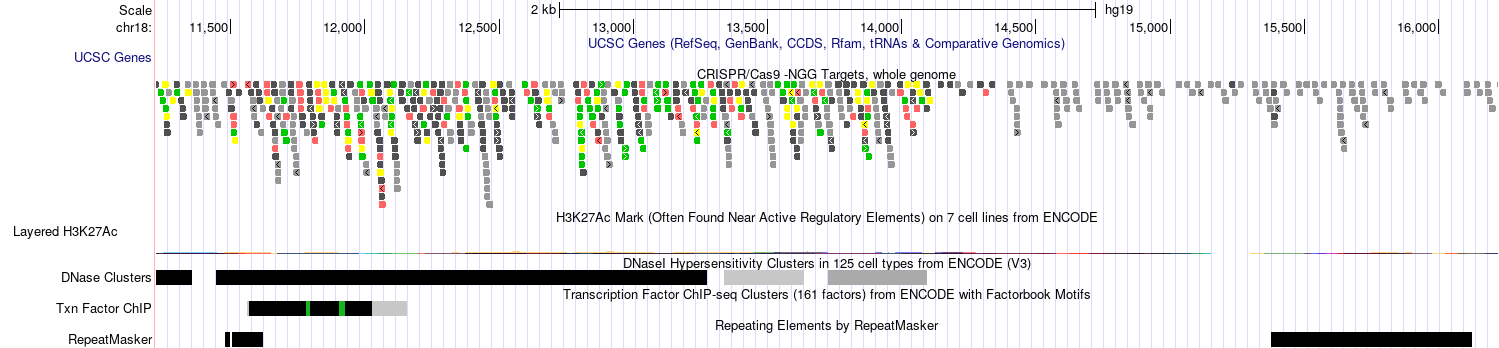 Scale 2 kb hg19
chr18: 11,500 12,000 12,500 13,000 13,500 14,000 14,500 15,000 15,500 16,000
UCSC Genes (RefSeq, GenBank, CCDS, Rfam, tRNAs & Comparative Genomics)
UCSC Genes
CRISPR/Cas9 -NGG Targets, whole genome
H3K27Ac Mark (Often Found Near Active Regulatory Elements) on 7 cell lines from ENCODE
Layered H3K27Ac
DNaseI Hypersensitivity Clusters in 125 cell types from ENCODE (V3)
DNase Clusters
Transcription Factor ChIP-seq Clusters (161 factors) from ENCODE with Factorbook Motifs
Txn Factor ChIP
Repeating Elements by RepeatMasker
RepeatMasker